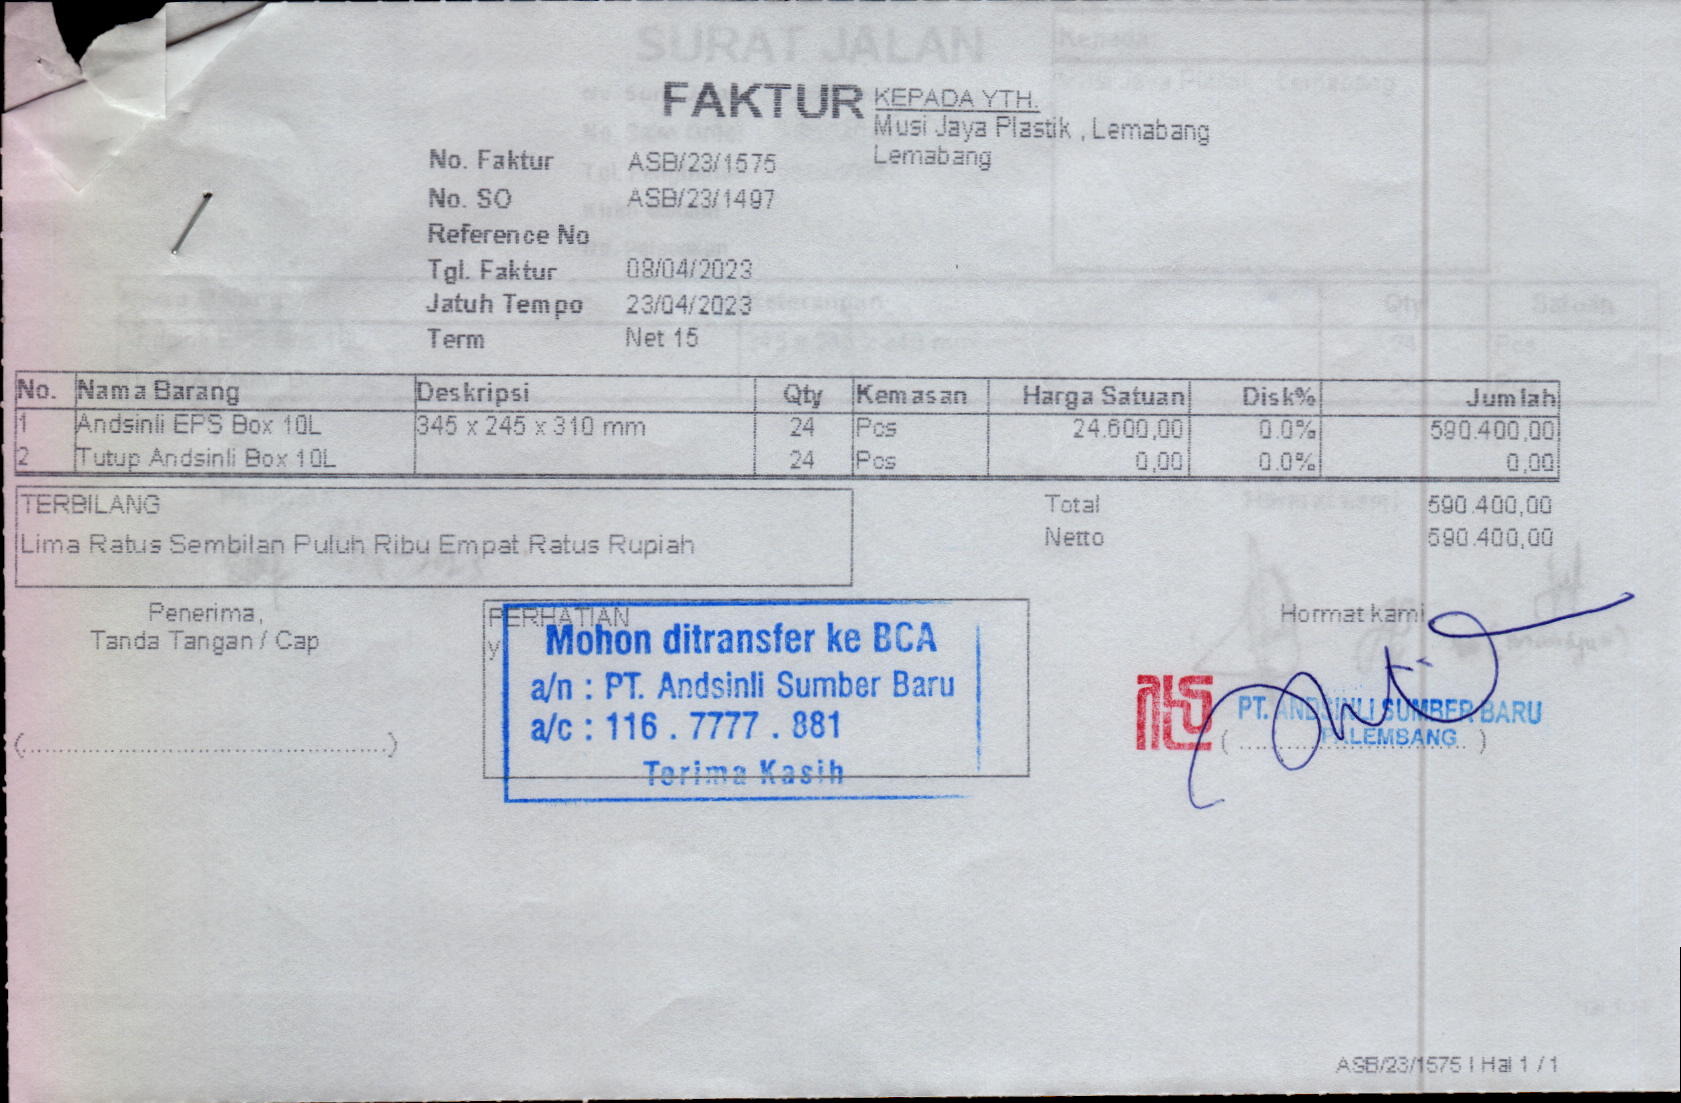 SURAT JALAN
FAKTUR
KEPADA YTH.
Musi Jaya Plastik , Lemabang
Lemabang
No. Faktur ASB/23/1575
No. SO ASB/23/1497
Reference No
Tgl. Faktur 08/04/2023
Jatuh Tempo 23/04/2023
Term Net 15
No. Nama Barang Deskripsi Qty Kemasan Harga Satuan Disk% Jumlah
1 Andsinli EPS Box 10L 345 x 245 x 310 mm 24 Pcs 24.600,00 0.0% 590.400,00
2 Tutup Andsinli Box 10L 24 Pcs 0,00 0.0% 0,00
TERBILANG
Lima Ratus Sembilan Puluh Ribu Empat Ratus Rupiah
Total 590.400,00
Netto 590.400,00
Penerima,
Tanda Tangan / Cap
(..........................................)
PERHATIAN
y
Mohon ditransfer ke BCA
a/n : PT. Andsinli Sumber Baru
a/c : 116 . 7777 . 881
Terima Kasih
Hormat kami
PT. ANDSINLI SUMBER BARU
PALEMBANG
ASB/23/1575 | Hal 1 / 1